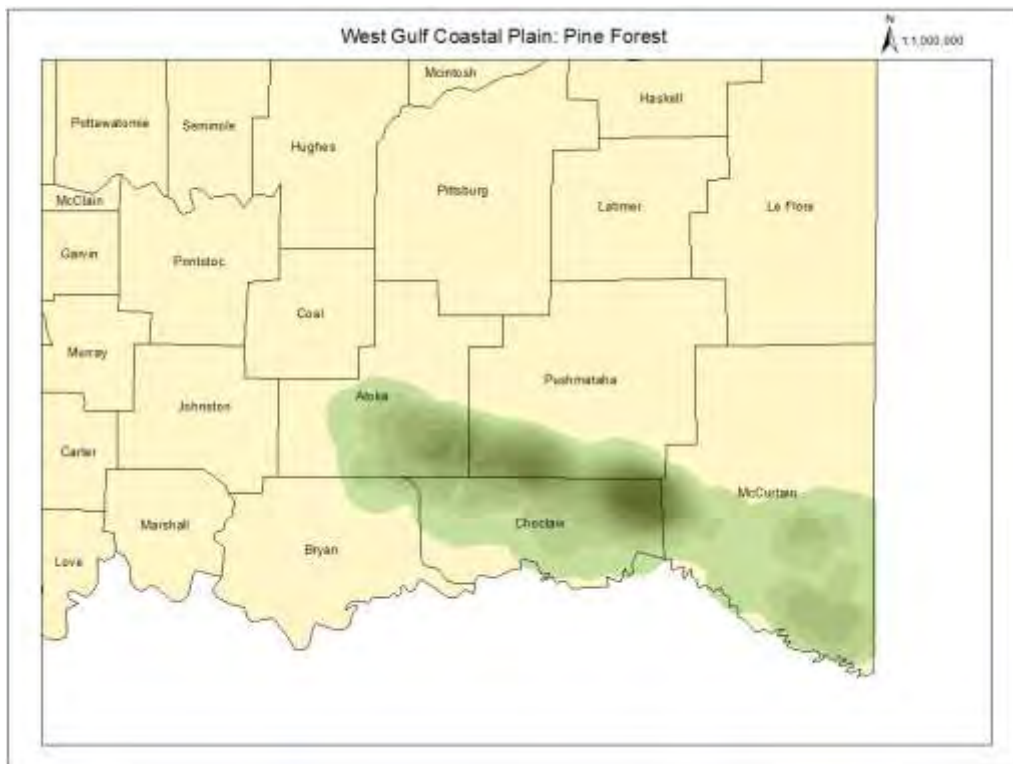 West Gulf Coastal Plain: Pine Forest
N
1:1,000,000
McIntosh
Haskell
Pottawatomie
Seminole
Hughes
Pittsburg
McClain
Latimer
Le Flore
Garvin
Pontotoc
Coal
Murray
Pushmataha
Atoka
Johnston
Carter
McCurtain
Marshall
Choctaw
Bryan
Love